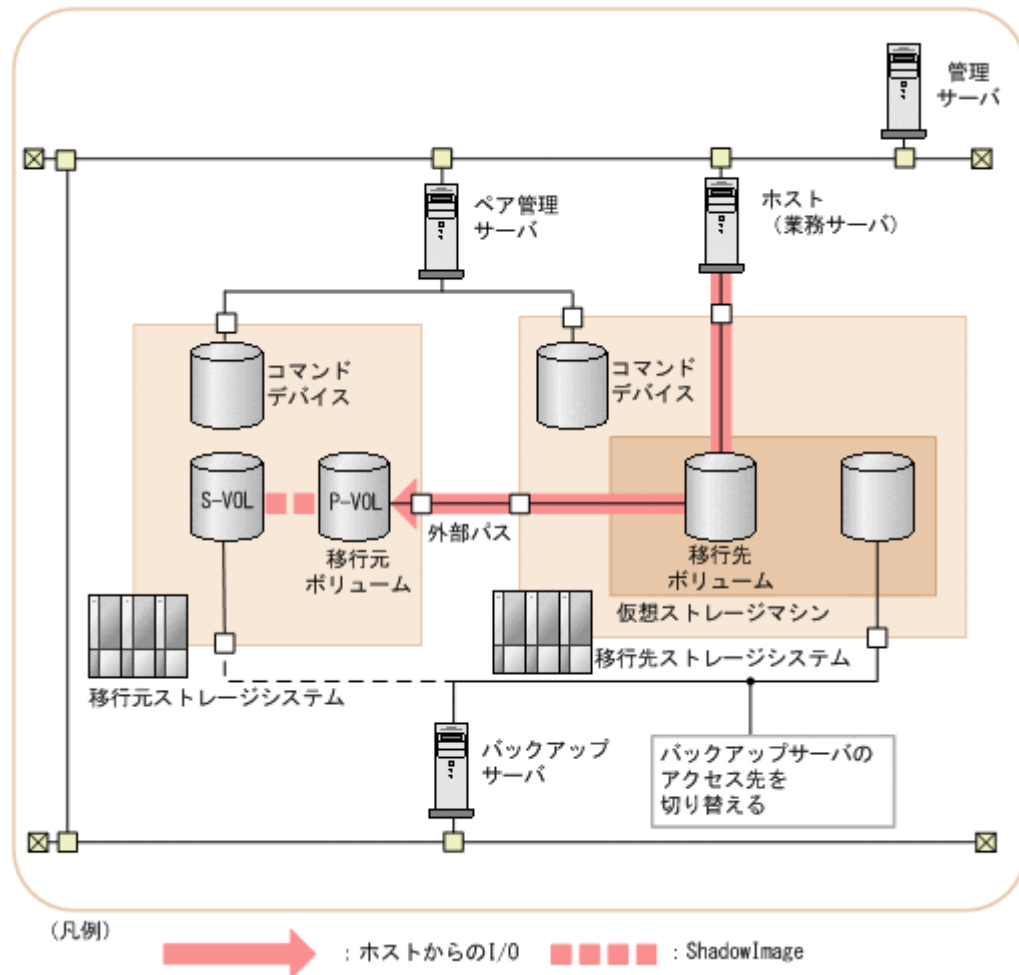 管理
サーバ
ペア管理
サーバ
ホスト
（業務サーバ）
コマンド
デバイス
コマンド
デバイス
S-VOL
P-VOL
外部パス
移行元
ボリューム
移行先
ボリューム
仮想ストレージマシン
移行元ストレージシステム
移行先ストレージシステム
バックアップ
サーバ
バックアップサーバの
アクセス先を
切り替える
(凡例)
：ホストからのI/O
：ShadowImage